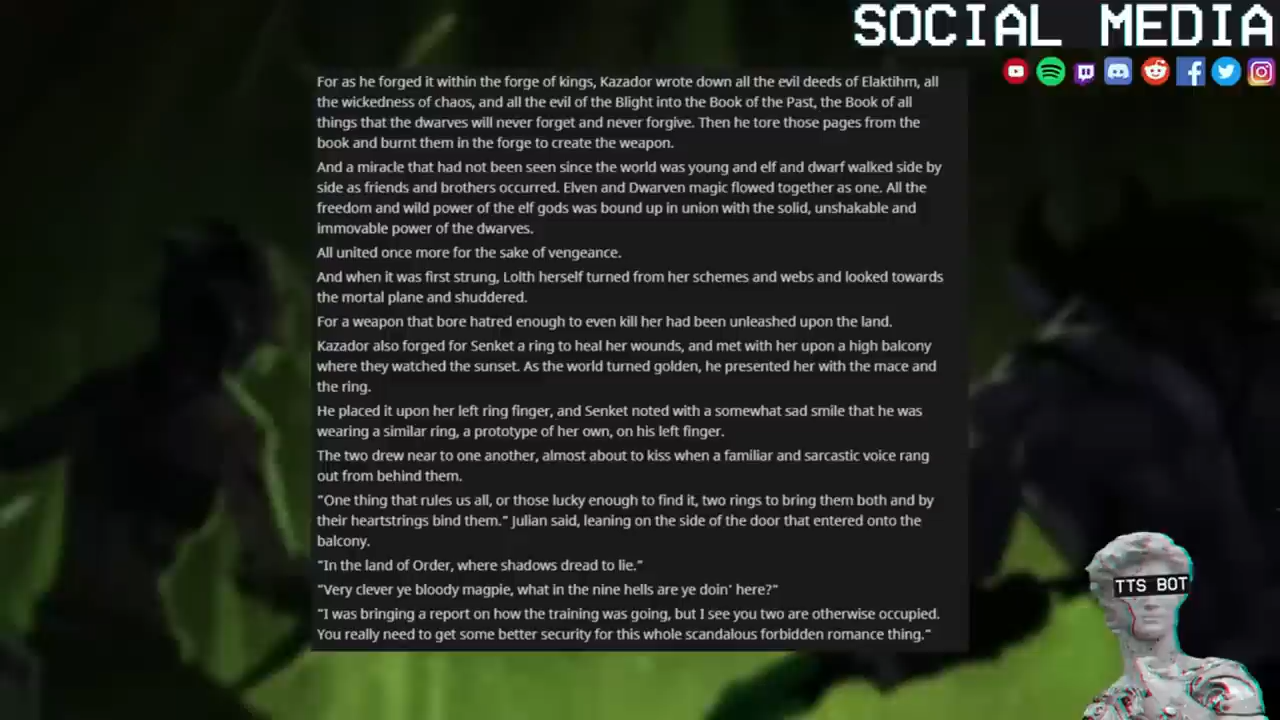 SOCIAL MEDIA
For as he forged it within the forge of kings, Kazador wrote down all the evil deeds of Elaktihm, all
the wickedness of chaos, and all the evil of the Blight into the Book of the Past, the Book of all
things that the dwarves will never forget and never forgive. Then he tore those pages from the
book and burnt them in the forge to create the weapon.
And a miracle that had not been seen since the world was young and elf and dwarf walked side by
side as friends and brothers occurred. Elven and Dwarven magic flowed together as one. All the
freedom and wild power of the elf gods was bound up in union with the solid, unshakable and
immovable power of the dwarves.
All united once more for the sake of vengeance.
And when it was first strung, Lolth herself turned from her schemes and webs and looked towards
the mortal plane and shuddered.
For a weapon that bore hatred enough to even kill her had been unleashed upon the land.
Kazador also forged for Senket a ring to heal her wounds, and met with her upon a high balcony
where they watched the sunset. As the world turned golden, he presented her with the mace and
the ring.
He placed it upon her left ring finger, and Senket noted with a somewhat sad smile that he was
wearing a similar ring, a prototype of her own, on his left finger.
The two drew near to one another, almost about to kiss when a familiar and sarcastic voice rang
out from behind them.
"One thing that rules us all, or those lucky enough to find it, two rings to bring them both and by
their heartstrings bind them." Julian said, leaning on the side of the door that entered onto the
balcony.
"In the land of Order, where shadows dread to lie."
"Very clever ye bloody magpie, what in the nine hells are ye doin' here?"
"I was bringing a report on how the training was going, but I see you two are otherwise occupied.
You really need to get some better security for this whole scandalous forbidden romance thing."
TTS BOT